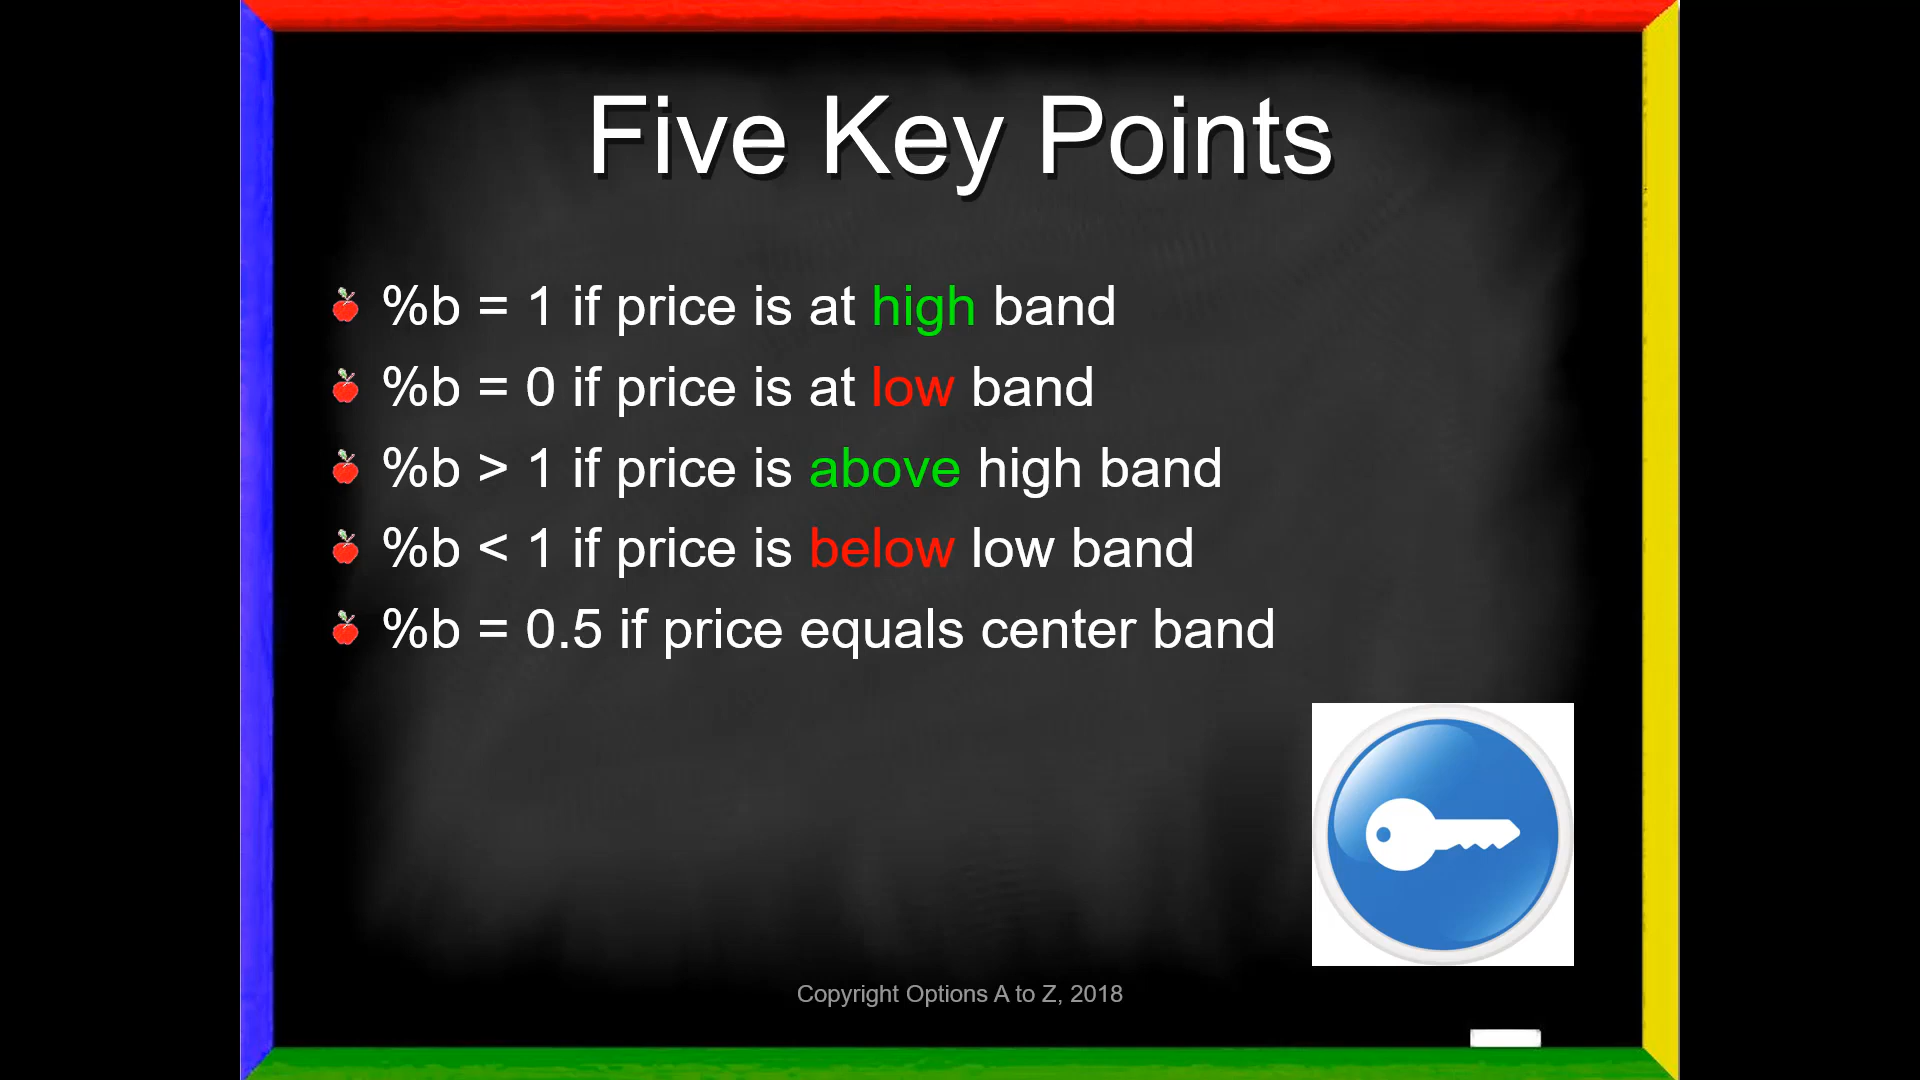 Five Key Points
%b = 1 if price is at high band
%b = 0 if price is at low band
%b > 1 if price is above high band
%b < 1 if price is below low band
%b = 0.5 if price equals center band
Copyright Options A to Z, 2018